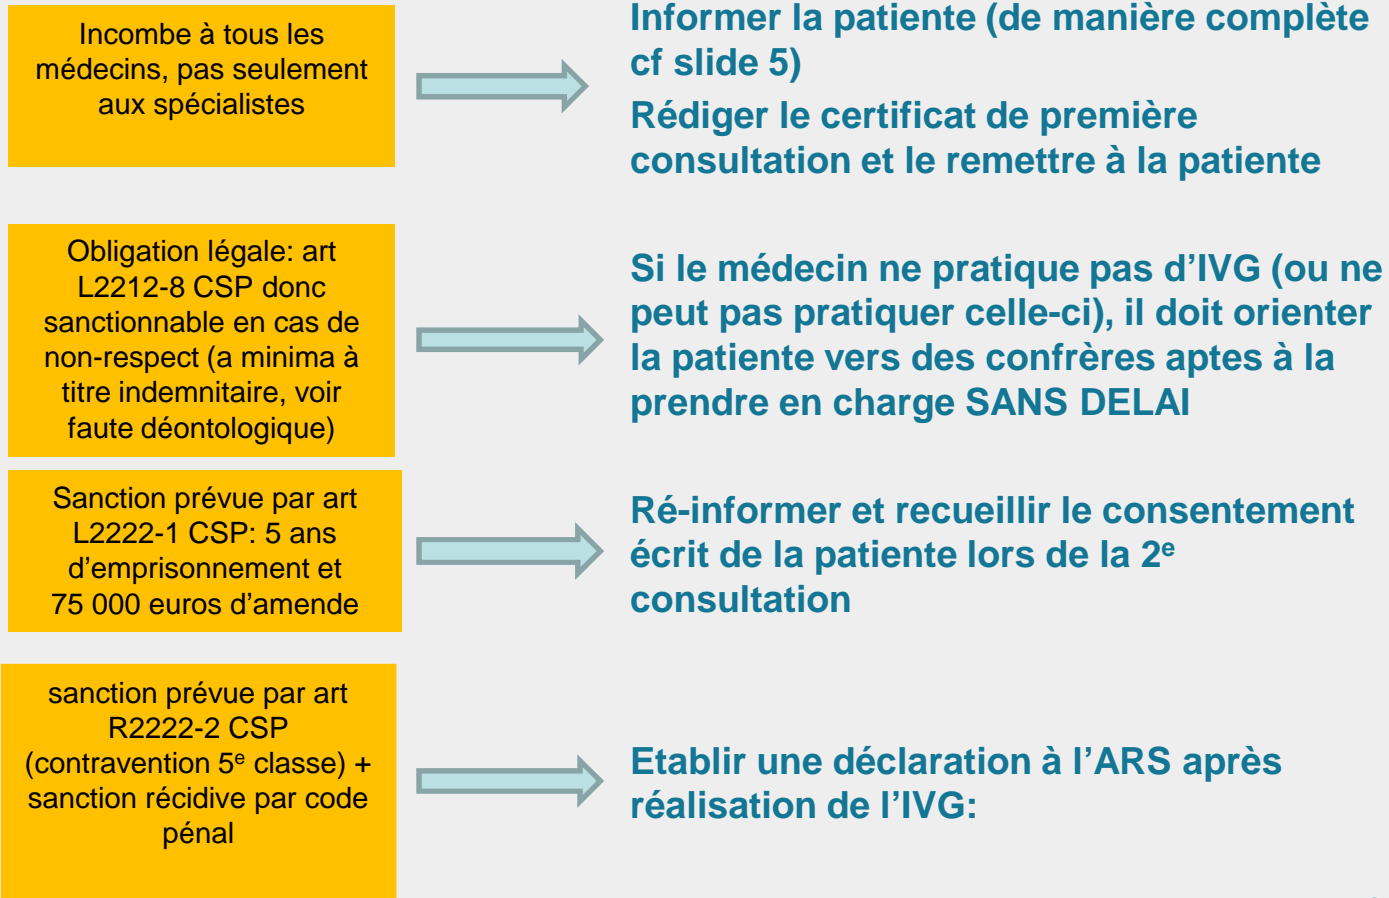 Incombe à tous les
médecins, pas seulement
aux spécialistes
Informer la patiente (de manière complète
cf slide 5)
Rédiger le certificat de première
consultation et le remettre à la patiente
Obligation légale: art
L2212-8 CSP donc
sanctionnable en cas de
non-respect (a minima à
titre indemnitaire, voir
faute déontologique)
Si le médecin ne pratique pas d’IVG (ou ne
peut pas pratiquer celle-ci), il doit orienter
la patiente vers des confrères aptes à la
prendre en charge SANS DELAI
Sanction prévue par art
L2222-1 CSP: 5 ans
d’emprisonnement et
75 000 euros d’amende
Ré-informer et recueillir le consentement
écrit de la patiente lors de la 2e
consultation
sanction prévue par art
R2222-2 CSP
(contravention 5e classe) +
sanction récidive par code
pénal
Etablir une déclaration à l’ARS après
réalisation de l’IVG: